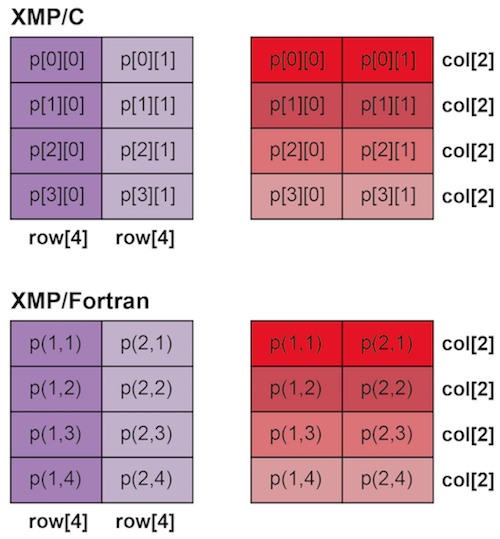 XMP/C
p[0][0] p[0][1] p[0][0] p[0][1] col[2]
p[1][0] p[1][1] p[1][0] p[1][1] col[2]
p[2][0] p[2][1] p[2][0] p[2][1] col[2]
p[3][0] p[3][1] p[3][0] p[3][1] col[2]
row[4] row[4]
XMP/Fortran
p(1,1) p(2,1) p(1,1) p(2,1) col[2]
p(1,2) p(2,2) p(1,2) p(2,2) col[2]
p(1,3) p(2,3) p(1,3) p(2,3) col[2]
p(1,4) p(2,4) p(1,4) p(2,4) col[2]
row[4] row[4]